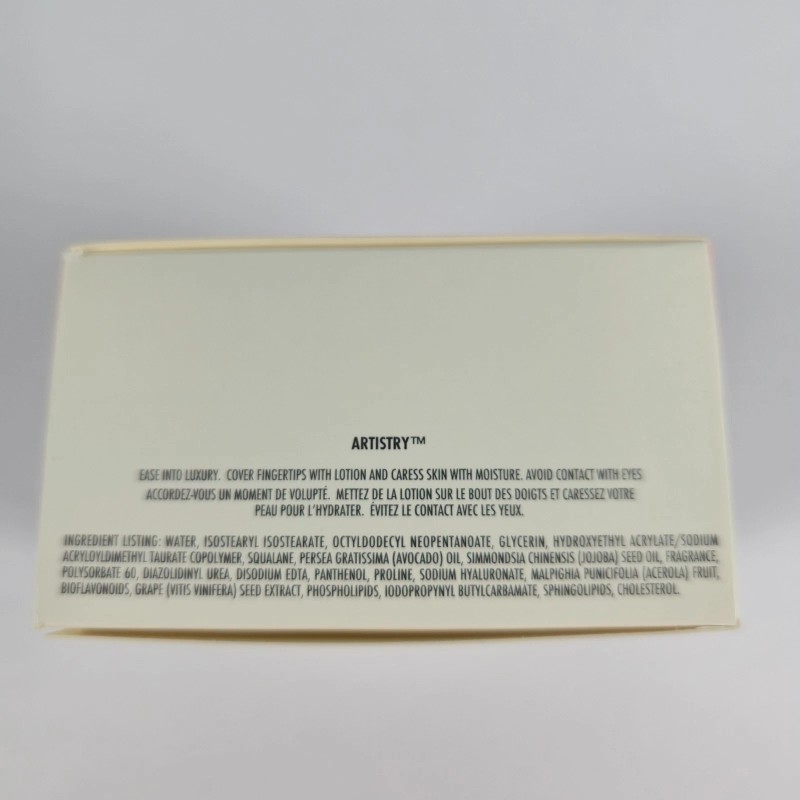 ARTISTRY™
EASE INTO LUXURY. COVER FINGERTIPS WITH LOTION AND CARESS SKIN WITH MOISTURE. AVOID CONTACT WITH EYES
ACCORDEZ-VOUS UN MOMENT DE VOLUPTÉ. METTEZ DE LA LOTION SUR LE BOUT DES DOIGTS ET CARESSEZ VOTRE
PEAU POUR L'HYDRATER. ÉVITEZ LE CONTACT AVEC LES YEUX.
INGREDIENT LISTING: WATER, ISOSTEARYL ISOSTEARATE, OCTYLDODECYL NEOPENTANOATE, GLYCERIN, HYDROXYETHYL ACRYLATE/SODIUM
ACRYLOYLDIMETHYL TAURATE COPOLYMER, SQUALANE, PERSEA GRATISSIMA (AVOCADO) OIL, SIMMONDSIA CHINENSIS (JOJOBA) SEED OIL, FRAGRANCE,
POLYSORBATE 60, DIAZOLIDINYL UREA, DISODIUM EDTA, PANTHENOL, PROLINE, SODIUM HYALURONATE, MALPIGHIA PUNICIFOLIA (ACEROLA) FRUIT,
BIOFLAVONOIDS, GRAPE (VITIS VINIFERA) SEED EXTRACT, PHOSPHOLIPIDS, IODOPROPYNYL BUTYLCARBAMATE, SPHINGOLIPIDS, CHOLESTEROL.